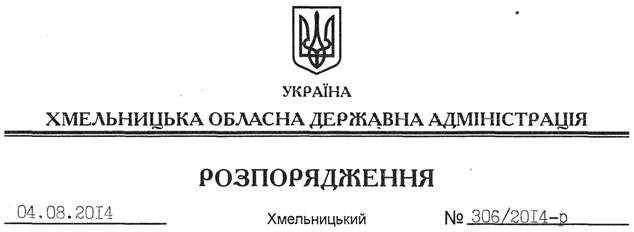 УКРАЇНА
ХМЕЛЬНИЦЬКА ОБЛАСНА ДЕРЖАВНА АДМІНІСТРАЦІЯ
РОЗПОРЯДЖЕННЯ
04.08.2014 Хмельницький № 306/2014-р